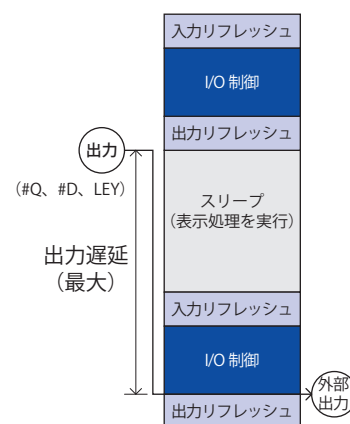 入力リフレッシュ
I/O 制御
出力リフレッシュ
出力
(#Q、#D、LEY)
スリープ
(表示処理を実行)
出力遅延
(最大)
入力リフレッシュ
I/O 制御
外部
出力
出力リフレッシュ